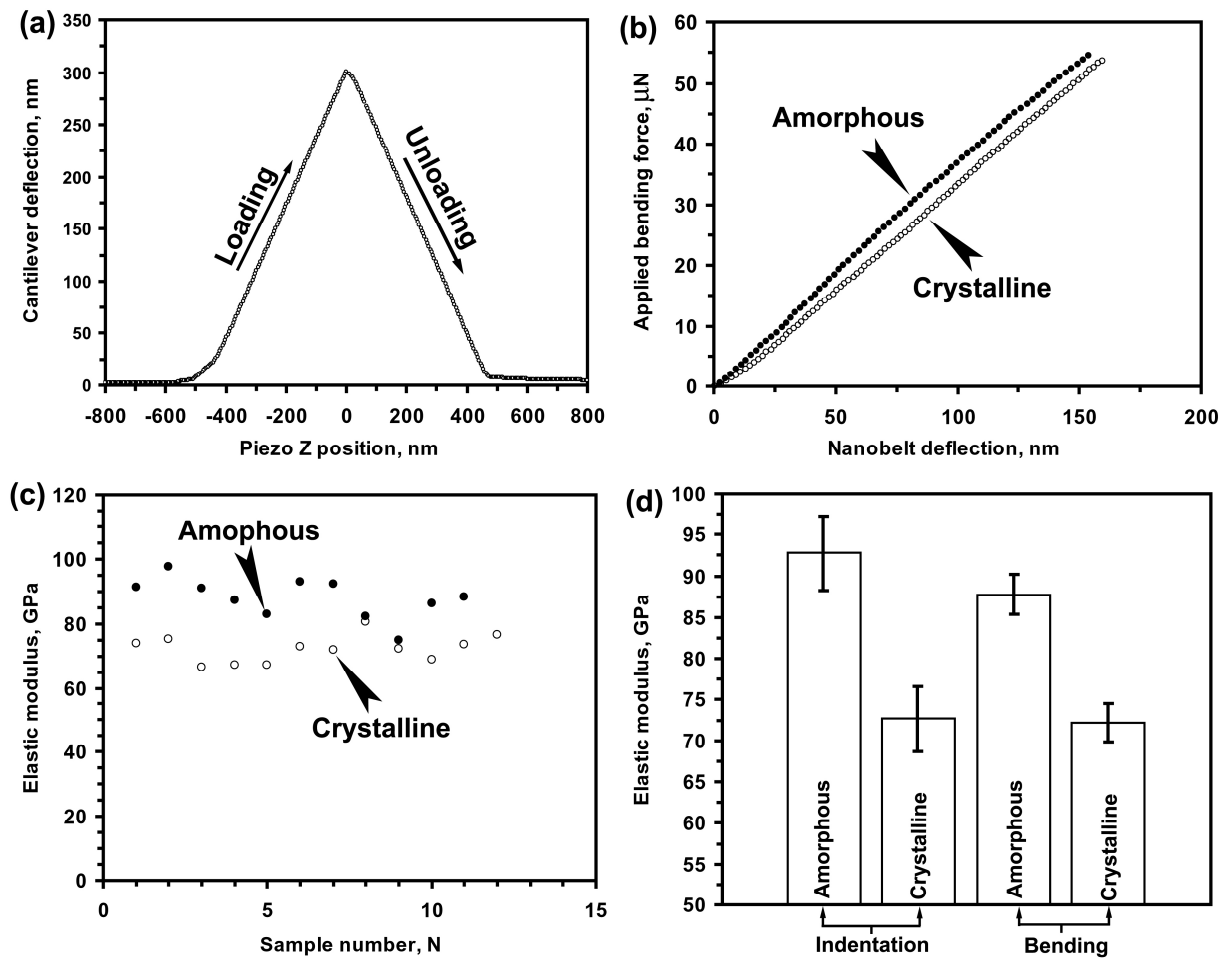 (a)
350
300
250
200
150
100
50
0
Cantilever deflection, nm
Loading
Unloading
-800 -600 -400 -200 0 200 400 600 800
Piezo Z position, nm
(b)
60
50
40
30
20
10
0
Applied bending force, µN
Amorphous
Crystalline
0 50 100 150 200
Nanobelt deflection, nm
(c)
120
100
80
60
40
20
0
Elastic modulus, GPa
Amophous
Crystalline
0 5 10 15
Sample number, N
(d)
100
95
90
85
80
75
70
65
60
55
50
Elastic modulus, GPa
Amorphous
Crystalline
Amorphous
Crystalline
Indentation
Bending